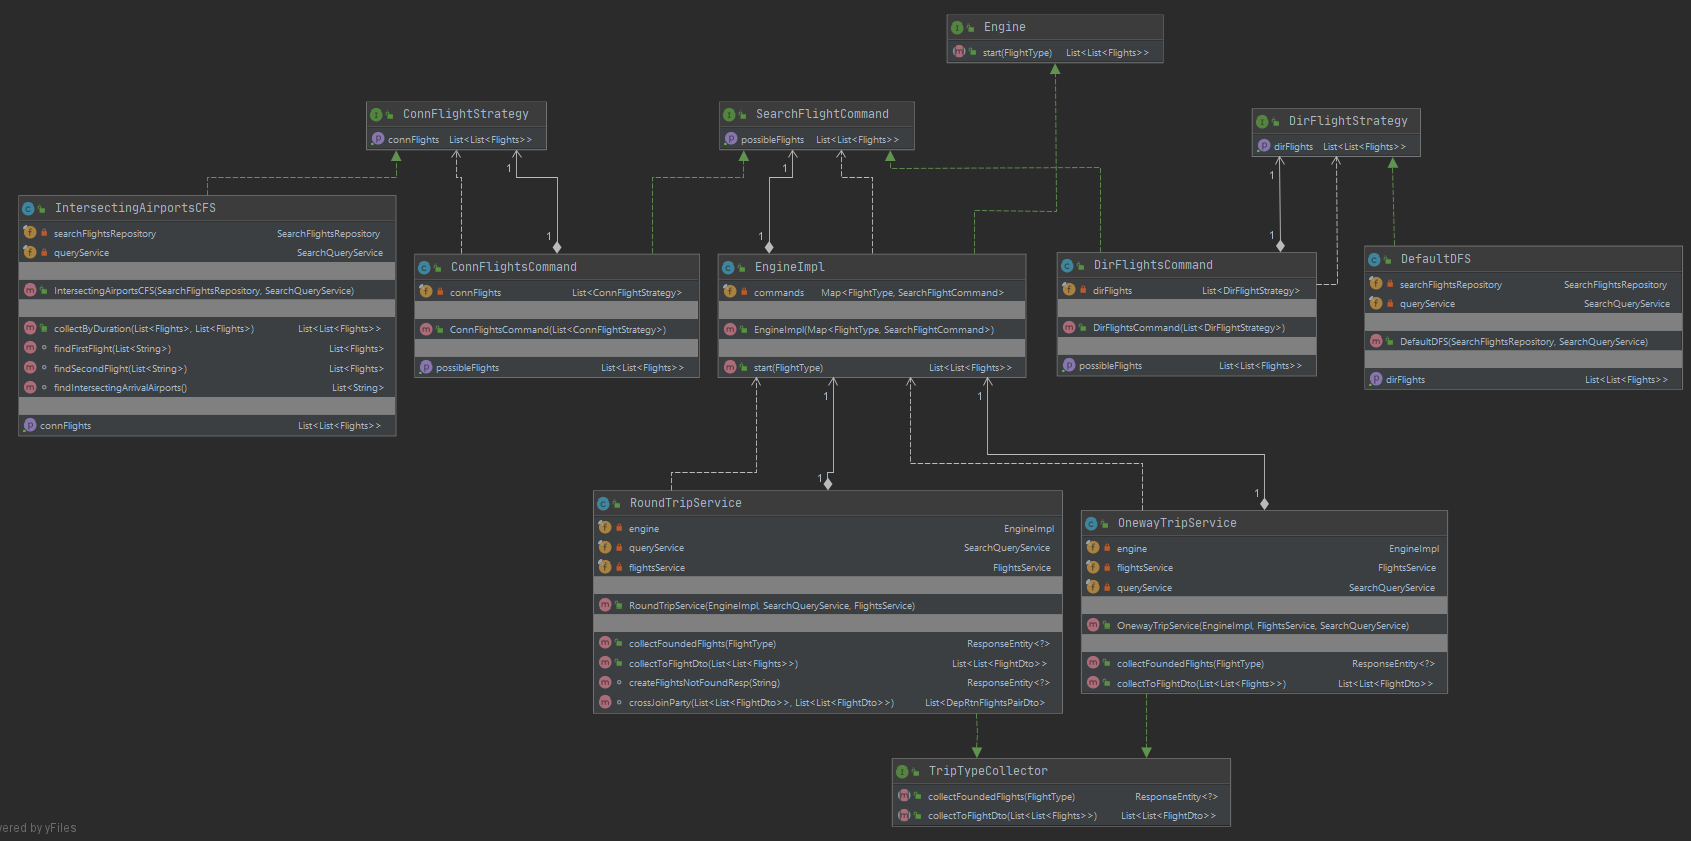 Engine
start(FlightType) List<List<Flights>>
ConnFlightStrategy
connFlights List<List<Flights>>
SearchFlightCommand
possibleFlights List<List<Flights>>
DirFlightStrategy
dirFlights List<List<Flights>>
1
1
1
1
1
1
IntersectingAirportsCFS
searchFlightsRepository SearchFlightsRepository
queryService SearchQueryService
IntersectingAirportsCFS(SearchFlightsRepository, SearchQueryService)
collectByDuration(List<Flights>, List<Flights>) List<List<Flights>>
findFirstFlight(List<String>) List<Flights>
findSecondFlight(List<String>) List<Flights>
findIntersectingArrivalAirports() List<String>
connFlights List<List<Flights>>
ConnFlightsCommand
connFlights List<ConnFlightStrategy>
ConnFlightsCommand(List<ConnFlightStrategy>)
possibleFlights List<List<Flights>>
EngineImpl
commands Map<FlightType, SearchFlightCommand>
EngineImpl(Map<FlightType, SearchFlightCommand>)
start(FlightType) List<List<Flights>>
DirFlightsCommand
dirFlights List<DirFlightStrategy>
DirFlightsCommand(List<DirFlightStrategy>)
possibleFlights List<List<Flights>>
DefaultDFS
searchFlightsRepository SearchFlightsRepository
queryService SearchQueryService
DefaultDFS(SearchFlightsRepository, SearchQueryService)
dirFlights List<List<Flights>>
1
1
1
1
RoundTripService
engine EngineImpl
queryService SearchQueryService
flightsService FlightsService
RoundTripService(EngineImpl, SearchQueryService, FlightsService)
collectFoundedFlights(FlightType) ResponseEntity<?>
collectToFlightDto(List<List<Flights>>) List<List<FlightDto>>
createFlightsNotFoundResp(String) ResponseEntity<?>
crossJoinParty(List<List<FlightDto>>, List<List<FlightDto>>) List<DepRtnFlightsPairDto>
OnewayTripService
engine EngineImpl
flightsService FlightsService
queryService SearchQueryService
OnewayTripService(EngineImpl, FlightsService, SearchQueryService)
collectFoundedFlights(FlightType) ResponseEntity<?>
collectToFlightDto(List<List<Flights>>) List<List<FlightDto>>
TripTypeCollector
collectFoundedFlights(FlightType) ResponseEntity<?>
collectToFlightDto(List<List<Flights>>) List<List<FlightDto>>
wered by yFiles